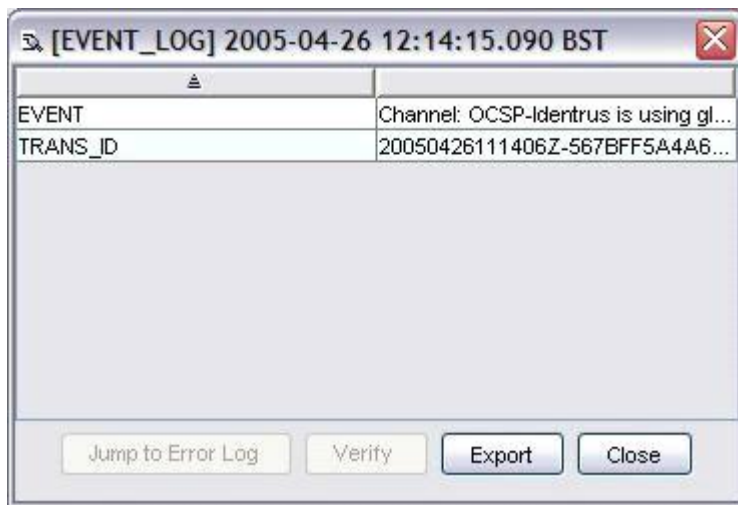 [EVENT_LOG] 2005-04-26 12:14:15.090 BST
EVENT Channel: OCSP-Identrus is using gl...
TRANS_ID 20050426111406Z-567BFF5A4A6...
Jump to Error Log Verify Export Close